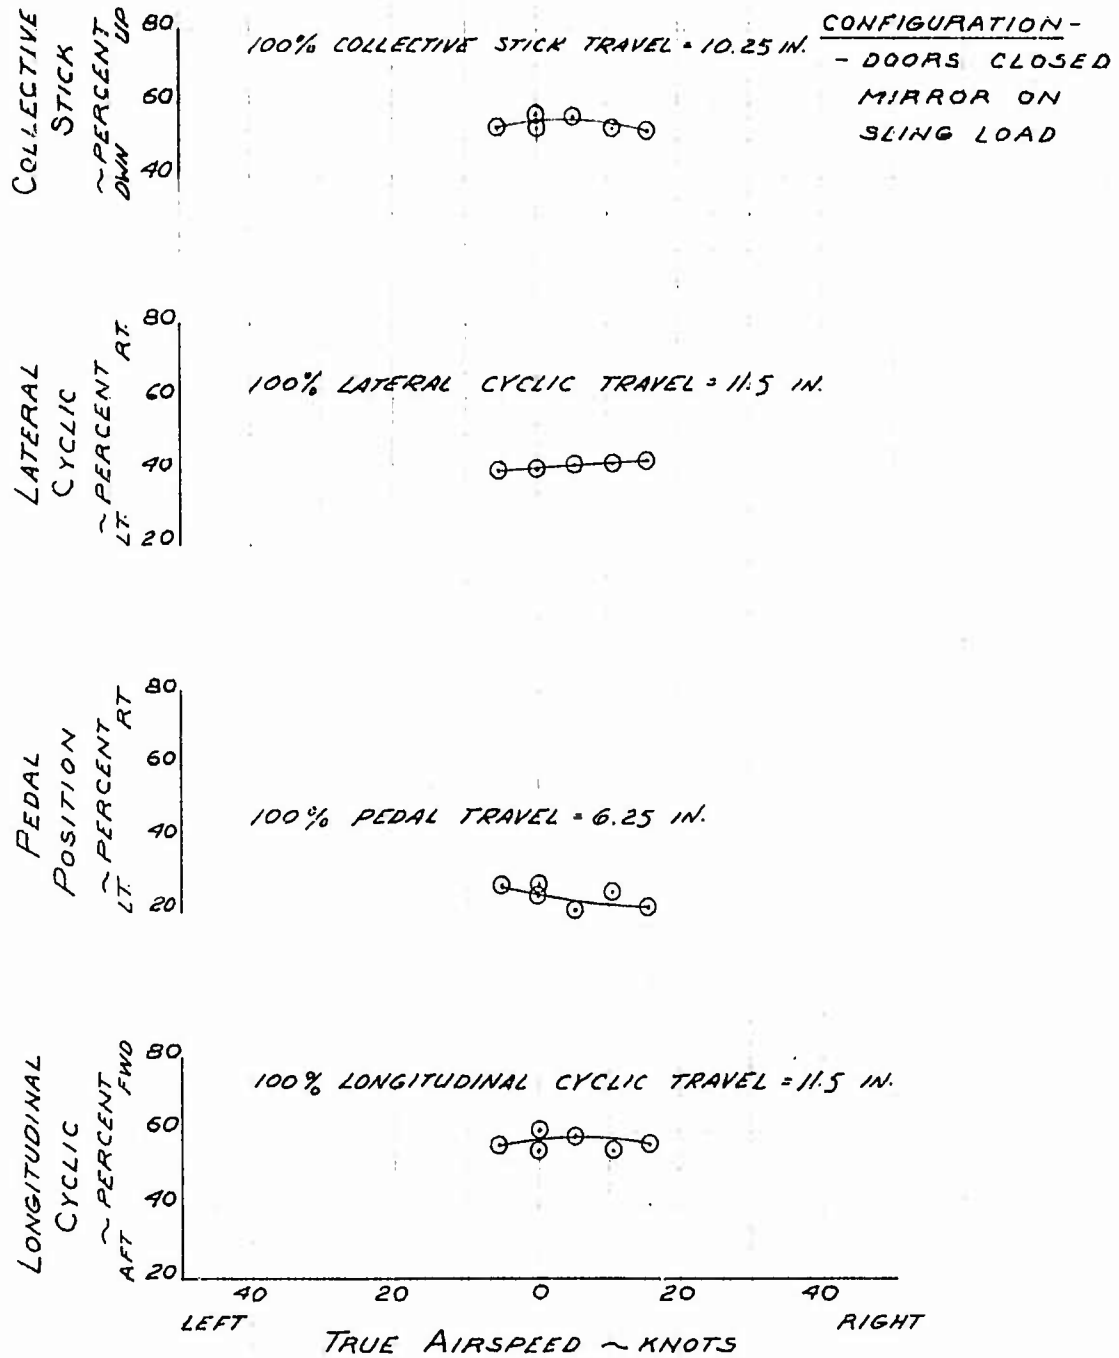 COLLECTIVE
STICK
~PERCENT
DWN UP
80
60
40
100% COLLECTIVE STICK TRAVEL = 10.25 IN.
CONFIGURATION -
- DOORS CLOSED
MIRROR ON
SLING LOAD
LATERAL
CYCLIC
~PERCENT
LT. RT.
80
60
40
20
100% LATERAL CYCLIC TRAVEL = 11.5 IN.
PEDAL
POSITION
~PERCENT
LT. RT
80
60
40
20
100% PEDAL TRAVEL = 6.25 IN.
LONGITUDINAL
CYCLIC
~PERCENT
AFT FWD
80
60
40
20
100% LONGITUDINAL CYCLIC TRAVEL = 11.5 IN.
40 20 0 20 40
LEFT RIGHT
TRUE AIRSPEED ~ KNOTS